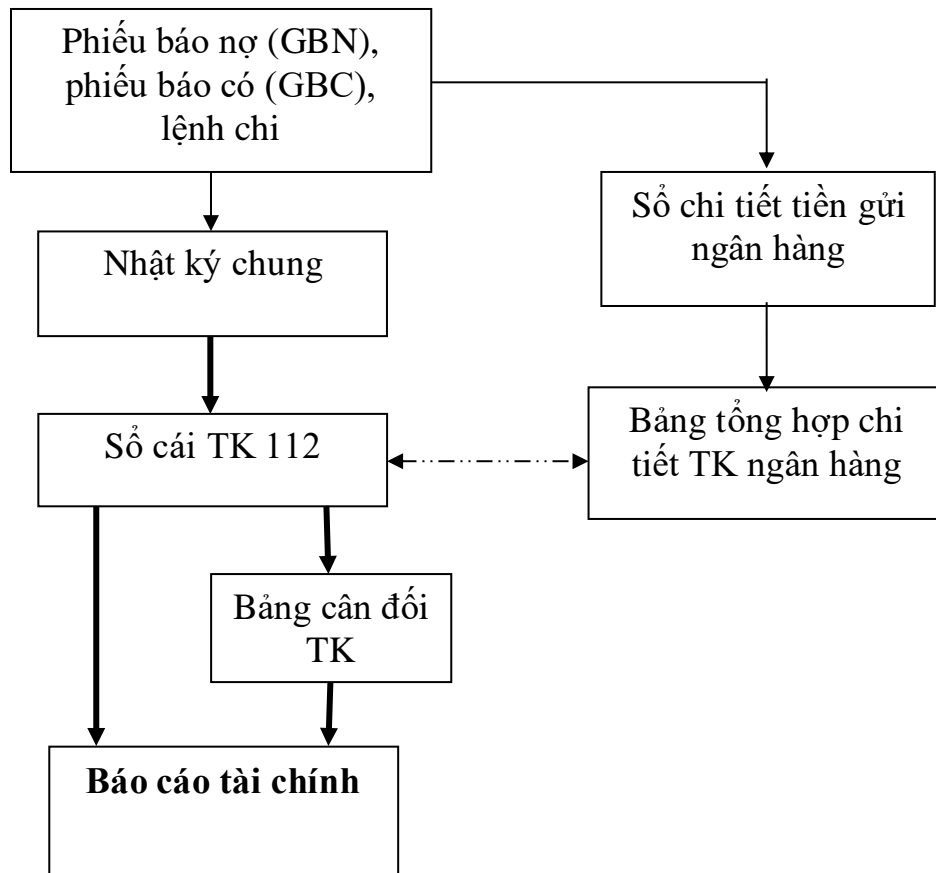 Phiếu báo nợ (GBN),
phiếu báo có (GBC),
lệnh chi
Sổ chi tiết tiền gửi
ngân hàng
Nhật ký chung
Sổ cái TK 112
Bảng tổng hợp chi
tiết TK ngân hàng
Bảng cân đối
TK
Báo cáo tài chính